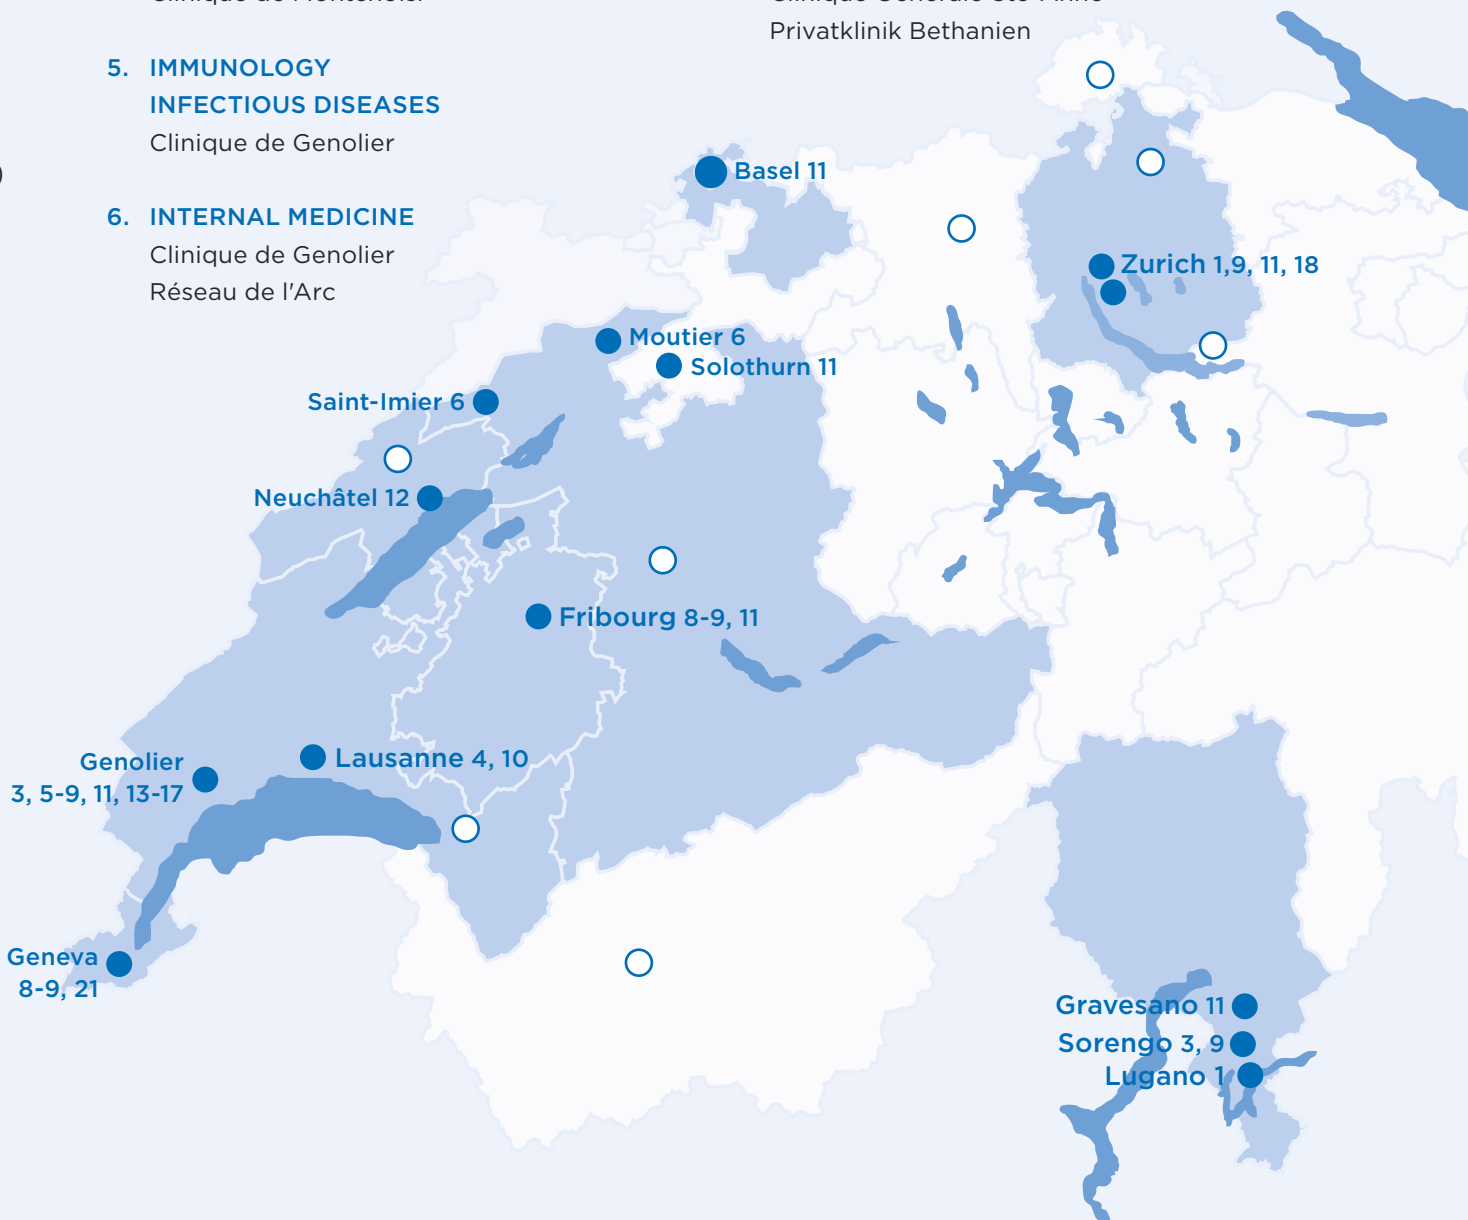 Privatklinik Bethanien
5. IMMUNOLOGY
INFECTIOUS DISEASES
Clinique de Genolier
6. INTERNAL MEDICINE
Clinique de Genolier
Réseau de l'Arc
Basel 11
Zurich 1,9, 11, 18
Moutier 6
Solothurn 11
Saint-Imier 6
Neuchâtel 12
Fribourg 8-9, 11
Genolier
3, 5-9, 11, 13-17
Lausanne 4, 10
Geneva
8-9, 21
Gravesano 11
Sorengo 3, 9
Lugano 1